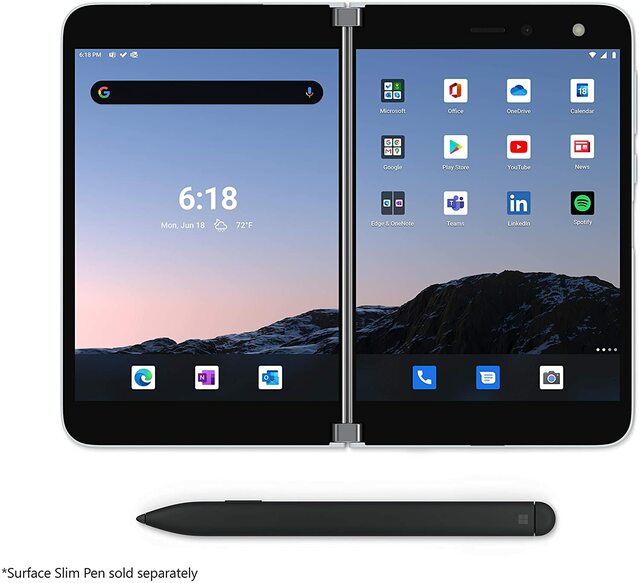 6:18 PM
6:18
Mon, Jun 18 72°F
Microsoft Office OneDrive 18 Calendar
Google Play Store YouTube News
Edge & OneNote Teams LinkedIn Spotify
*Surface Slim Pen sold separately